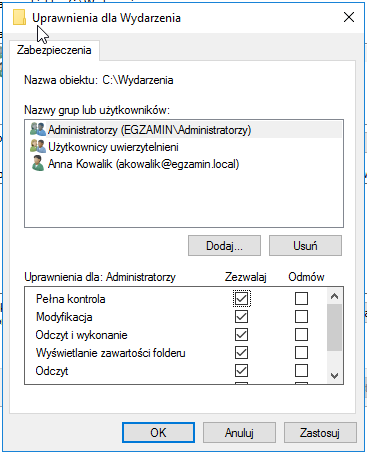 Uprawnienia dla Wydarzenia
Zabezpieczenia
Nazwa obiektu: C:\Wydarzenia
Nazwy grup lub użytkowników:
Administratorzy (EGZAMIN\Administratorzy)
Użytkownicy uwierzytelnieni
Anna Kowalik (akowalik@egzamin.local)
Dodaj... Usuń
Uprawnienia dla: Administratorzy Zezwalaj Odmów
Pełna kontrola
Modyfikacja
Odczyt i wykonanie
Wyświetlanie zawartości folderu
Odczyt
OK Anuluj Zastosuj